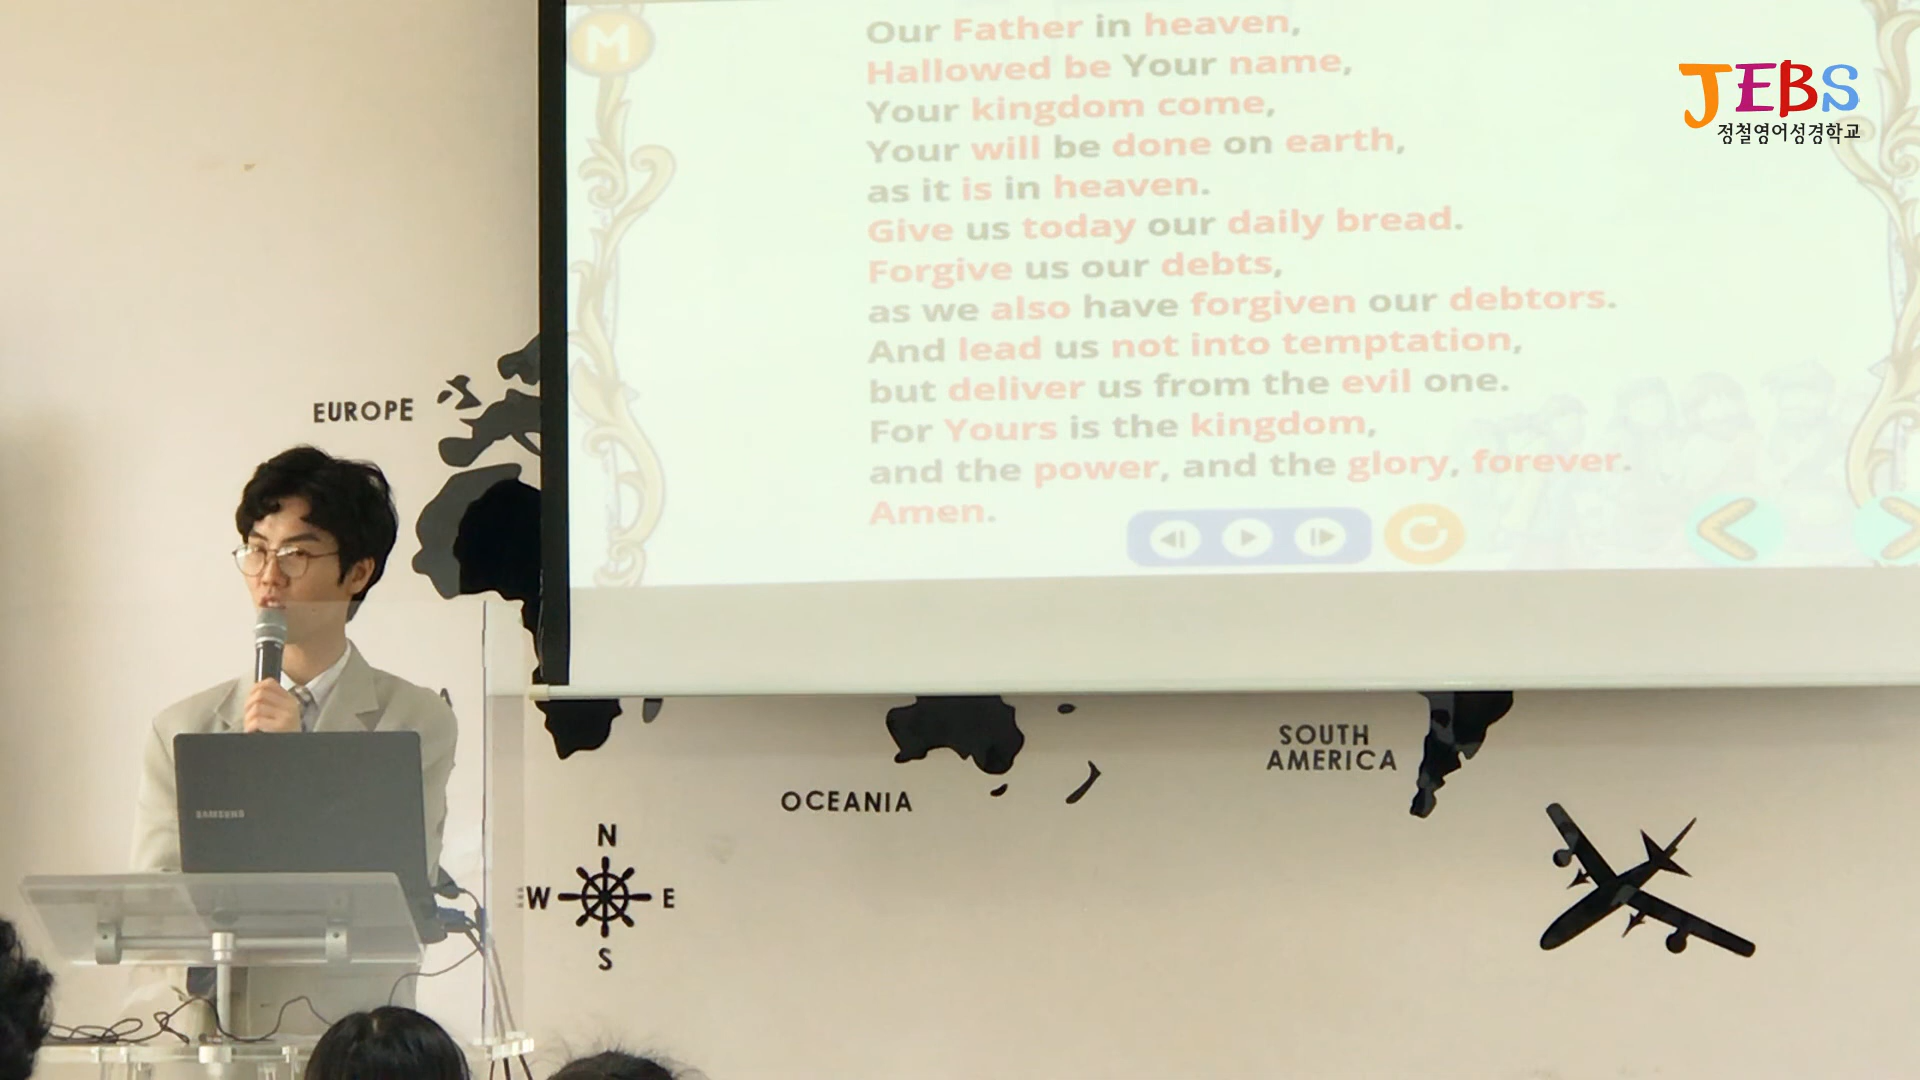 M
Our Father in heaven,
Hallowed be Your name,
Your kingdom come,
Your will be done on earth,
as it is in heaven.
Give us today our daily bread.
Forgive us our debts,
as we also have forgiven our debtors.
And lead us not into temptation,
but deliver us from the evil one.
For Yours is the kingdom,
and the power, and the glory, forever.
Amen.
JEBS
정철영어성경학교
EUROPE
SOUTH
AMERICA
OCEANIA
SAMSUNG
N
W E
S